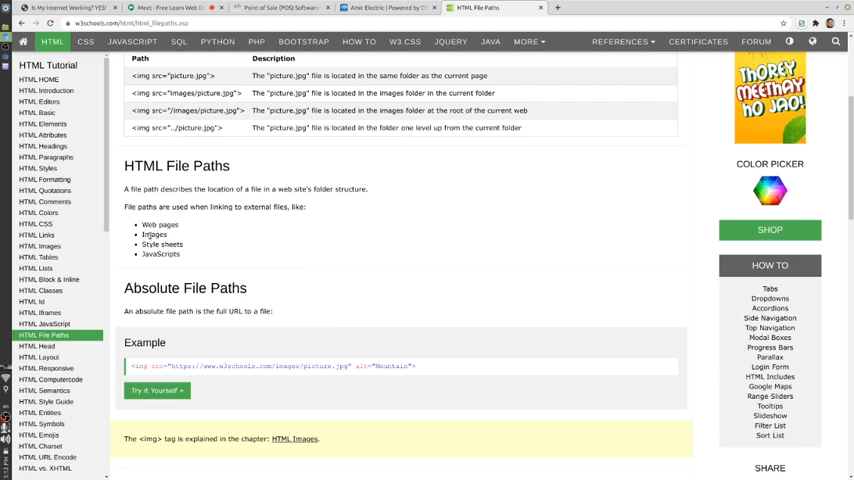 Is My Internet Working? YES!
Meet - Free Learn Web De
Point of Sale (POS) Software
Amir Electric | Powered by O
HTML File Paths
w3schools.com/html/html_filepaths.asp
HTML CSS JAVASCRIPT SQL PYTHON PHP BOOTSTRAP HOW TO W3.CSS JQUERY JAVA MORE REFERENCES CERTIFICATES FORUM
HTML Tutorial
HTML HOME
HTML Introduction
HTML Editors
HTML Basic
HTML Elements
HTML Attributes
HTML Headings
HTML Paragraphs
HTML Styles
HTML Formatting
HTML Quotations
HTML Comments
HTML Colors
HTML CSS
HTML Links
HTML Images
HTML Tables
HTML Lists
HTML Block & Inline
HTML Classes
HTML Id
HTML Iframes
HTML JavaScript
HTML File Paths
HTML Head
HTML Layout
HTML Responsive
HTML Computercode
HTML Semantics
HTML Style Guide
HTML Entities
HTML Symbols
HTML Emojis
HTML Charset
HTML URL Encode
HTML vs. XHTML
Path Description
<img src="picture.jpg"> The "picture.jpg" file is located in the same folder as the current page
<img src="images/picture.jpg"> The "picture.jpg" file is located in the images folder in the current folder
<img src="/images/picture.jpg"> The "picture.jpg" file is located in the images folder at the root of the current web
<img src="../picture.jpg"> The "picture.jpg" file is located in the folder one level up from the current folder
HTML File Paths
A file path describes the location of a file in a web site's folder structure.
File paths are used when linking to external files, like:
Web pages
Images
Style sheets
JavaScripts
Absolute File Paths
An absolute file path is the full URL to a file:
Example
<img src="https://www.w3schools.com/images/picture.jpg" alt="Mountain">
Try it Yourself »
The <img> tag is explained in the chapter: HTML Images.
THOREY
MEETHAY
HO JAO!
COLOR PICKER
SHOP
HOW TO
Tabs
Dropdowns
Accordions
Side Navigation
Top Navigation
Modal Boxes
Progress Bars
Parallax
Login Form
HTML Includes
Google Maps
Range Sliders
Tooltips
Slideshow
Filter List
Sort List
SHARE